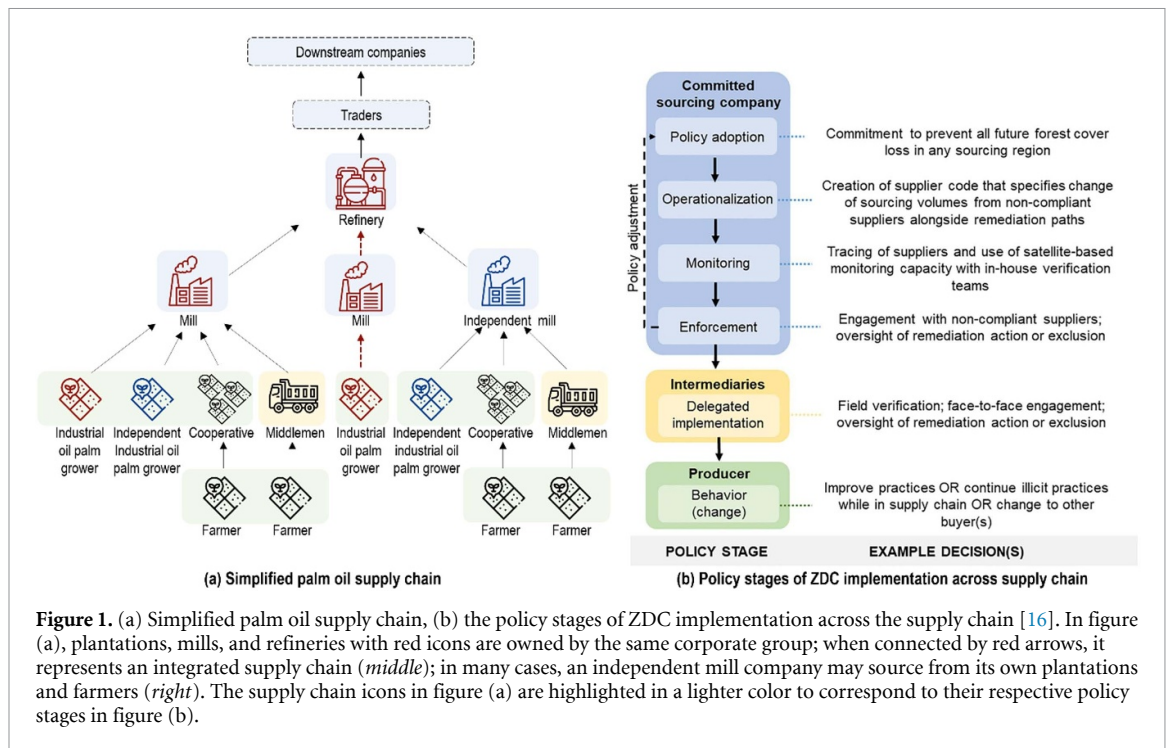 Downstream companies
Traders
Refinery
Mill
Mill
Independent mill
Industrial
oil palm
grower
Independent
Industrial oil
palm grower
Cooperative
Middlemen
Industrial
oil palm
grower
Independent
industrial oil
palm grower
Cooperative
Middlemen
Farmer
Farmer
Farmer
Farmer
(a) Simplified palm oil supply chain
Committed
sourcing company
Policy adoption
Commitment to prevent all future forest cover
loss in any sourcing region
Operationalization
Creation of supplier code that specifies change
of sourcing volumes from non-compliant
suppliers alongside remediation paths
Policy adjustment
Monitoring
Tracing of suppliers and use of satellite-based
monitoring capacity with in-house verification
teams
Enforcement
Engagement with non-compliant suppliers;
oversight of remediation action or exclusion
Intermediaries
Delegated
implementation
Field verification; face-to-face engagement;
oversight of remediation action or exclusion
Producer
Behavior
(change)
Improve practices OR continue illicit practices
while in supply chain OR change to other
buyer(s)
POLICY STAGE
EXAMPLE DECISION(S)
(b) Policy stages of ZDC implementation across supply chain
Figure 1. (a) Simplified palm oil supply chain, (b) the policy stages of ZDC implementation across the supply chain [16]. In figure
(a), plantations, mills, and refineries with red icons are owned by the same corporate group; when connected by red arrows, it
represents an integrated supply chain (middle); in many cases, an independent mill company may source from its own plantations
and farmers (right). The supply chain icons in figure (a) are highlighted in a lighter color to correspond to their respective policy
stages in figure (b).